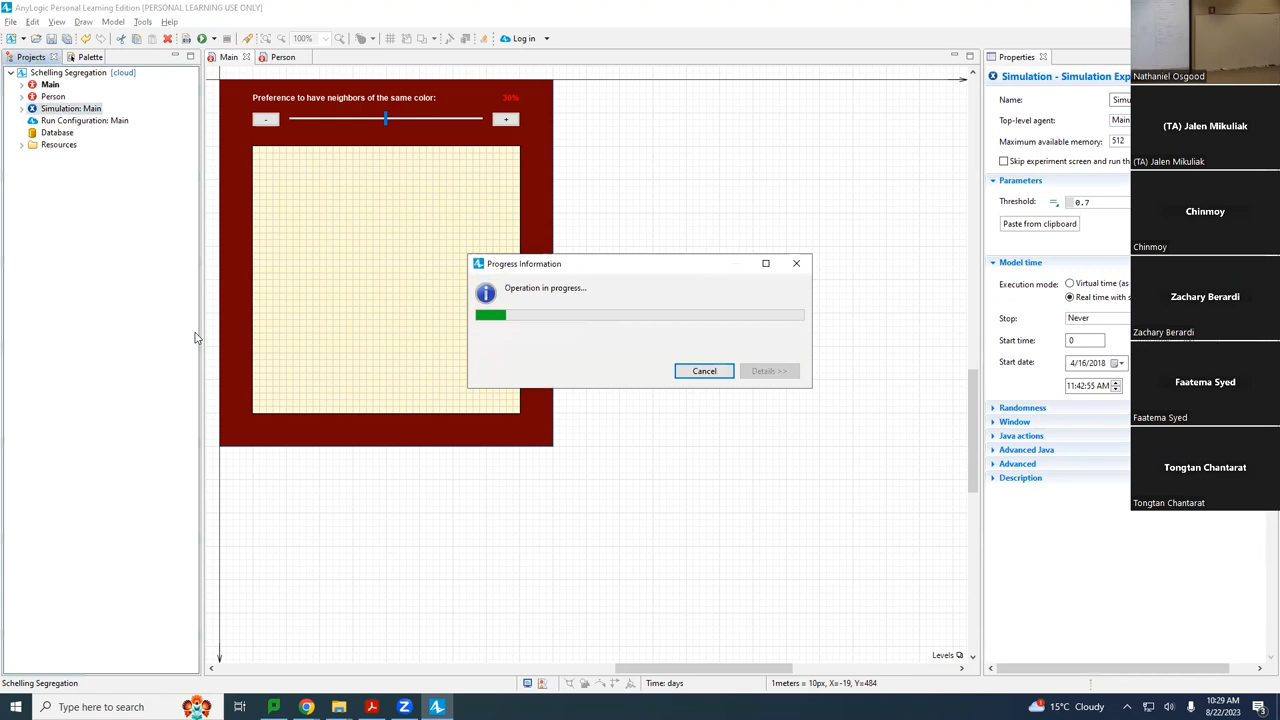 AnyLogic Personal Learning Edition [PERSONAL LEARNING USE ONLY]
File Edit View Draw Model Tools Help
100%
Log in
Projects
Palette
Main
Person
Properties
Schelling Segregation [cloud]
Main
Person
Simulation: Main
Run Configuration: Main
Database
Resources
Preference to have neighbors of the same color:
30%
-
+
Progress Information
Operation in progress...
Cancel
Details >>
Levels
Simulation - Simulation Exp
Name:
Simu
Top-level agent:
Main
Maximum available memory:
512
Skip experiment screen and run th
Parameters
Threshold:
0.7
Paste from clipboard
Model time
Execution mode:
Virtual time (as
Real time with s
Stop:
Never
Start time:
0
Start date:
4/16/2018
11:42:55 AM
Randomness
Window
Java actions
Advanced Java
Advanced
Description
Nathaniel Osgood
(TA) Jalen Mikuliak
(TA) Jalen Mikuliak
Chinmoy
Chinmoy
Zachary Berardi
Zachary Berardi
Faatema Syed
Faatema Syed
Tongtan Chantarat
Tongtan Chantarat
Schelling Segregation
Time: days
1meters = 10px, X=-19, Y=484
Type here to search
15°C Cloudy
10:29 AM
8/22/2023
3